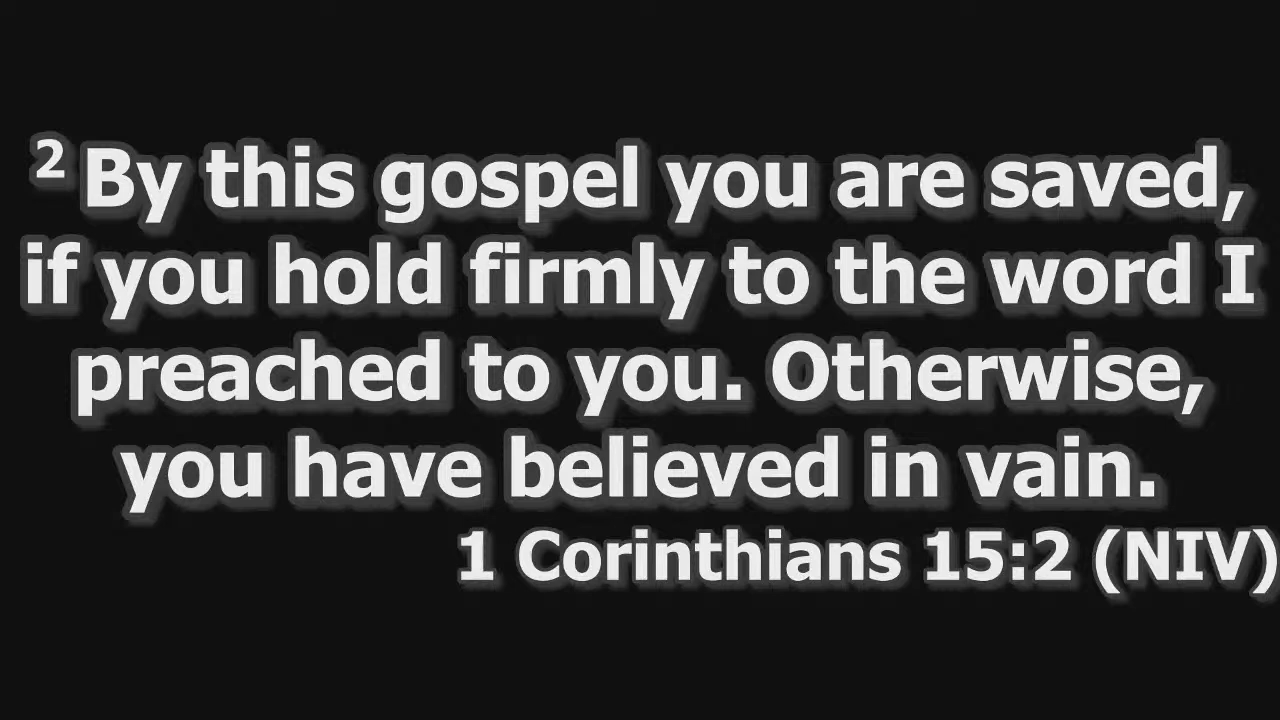 2 By this gospel you are saved,
if you hold firmly to the word I
preached to you. Otherwise,
you have believed in vain.
1 Corinthians 15:2 (NIV)